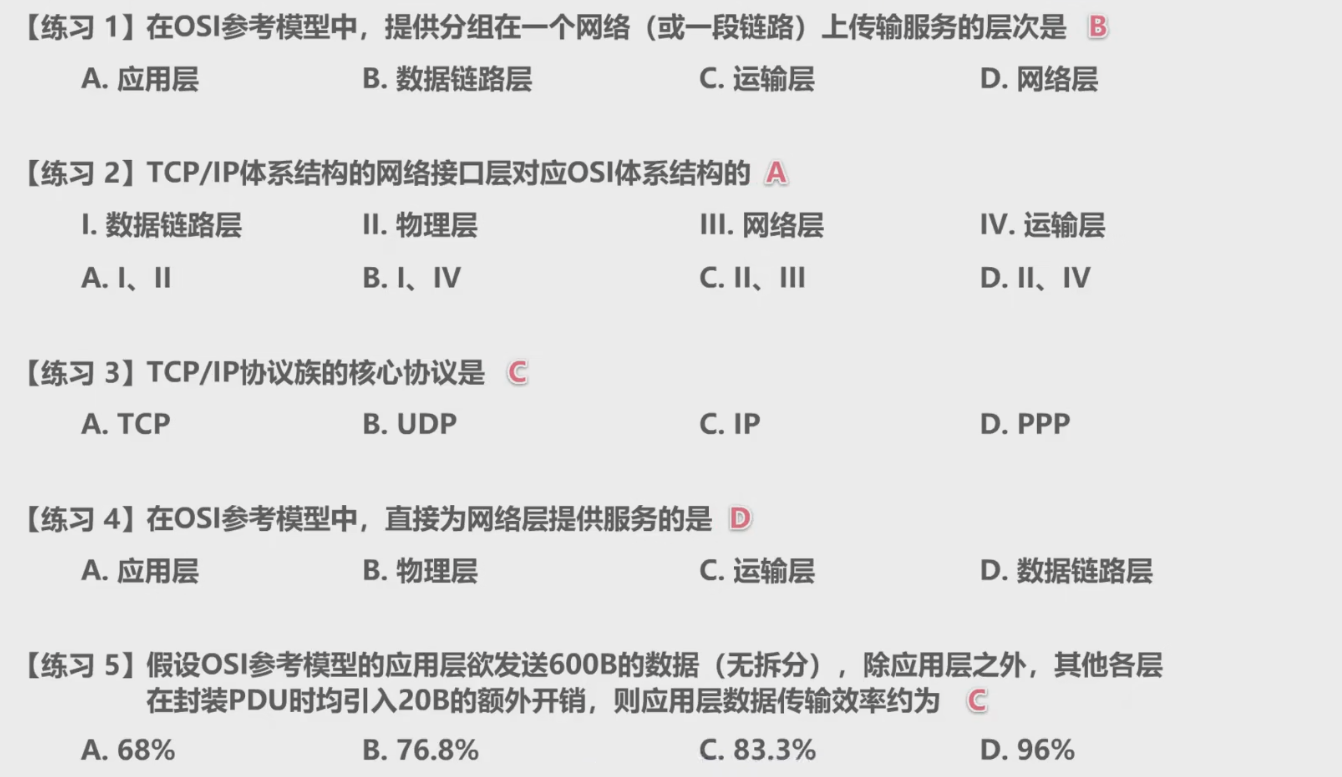 【练习 1】在OSI参考模型中，提供分组在一个网络（或一段链路）上传输服务的层次是 B
A. 应用层 B. 数据链路层 C. 运输层 D. 网络层
【练习 2】TCP/IP体系结构的网络接口层对应OSI体系结构的 A
I. 数据链路层 II. 物理层 III. 网络层 IV. 运输层
A. I、II B. I、IV C. II、III D. II、IV
【练习 3】TCP/IP协议族的核心协议是 C
A. TCP B. UDP C. IP D. PPP
【练习 4】在OSI参考模型中，直接为网络层提供服务的是 D
A. 应用层 B. 物理层 C. 运输层 D. 数据链路层
【练习 5】假设OSI参考模型的应用层欲发送600B的数据（无拆分），除应用层之外，其他各层
在封装PDU时均引入20B的额外开销，则应用层数据传输效率约为 C
A. 68% B. 76.8% C. 83.3% D. 96%